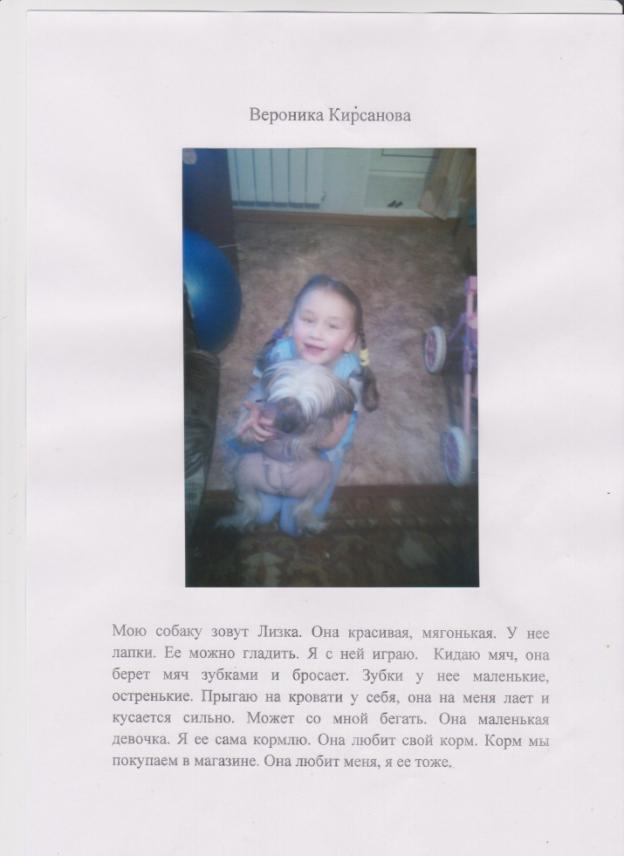 Вероника Кирсанова
Мою собаку зовут Лизка. Она красивая, мягонькая. У нее
лапки. Ее можно гладить. Я с ней играю. Кидаю мяч, она
берет мяч зубками и бросает. Зубки у нее маленькие,
остренькие. Прыгаю на кровати у себя, она на меня лает и
кусается сильно. Может со мной бегать. Она маленькая
девочка. Я ее сама кормлю. Она любит свой корм. Корм мы
покупаем в магазине. Она любит меня, я ее тоже.